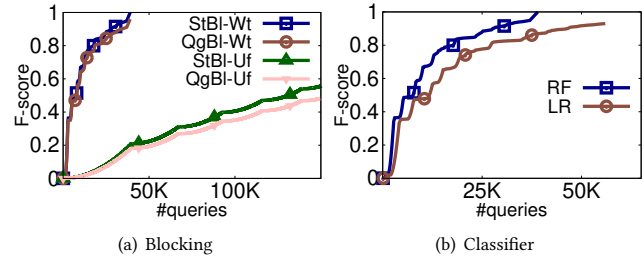 StBl-Wt
QgBl-Wt
StBl-Uf
QgBl-Uf
F-score
1
0.8
0.6
0.4
0.2
0
50K
100K
#queries
(a) Blocking
RF
LR
F-score
1
0.8
0.6
0.4
0.2
0
25K
50K
#queries
(b) Classifier